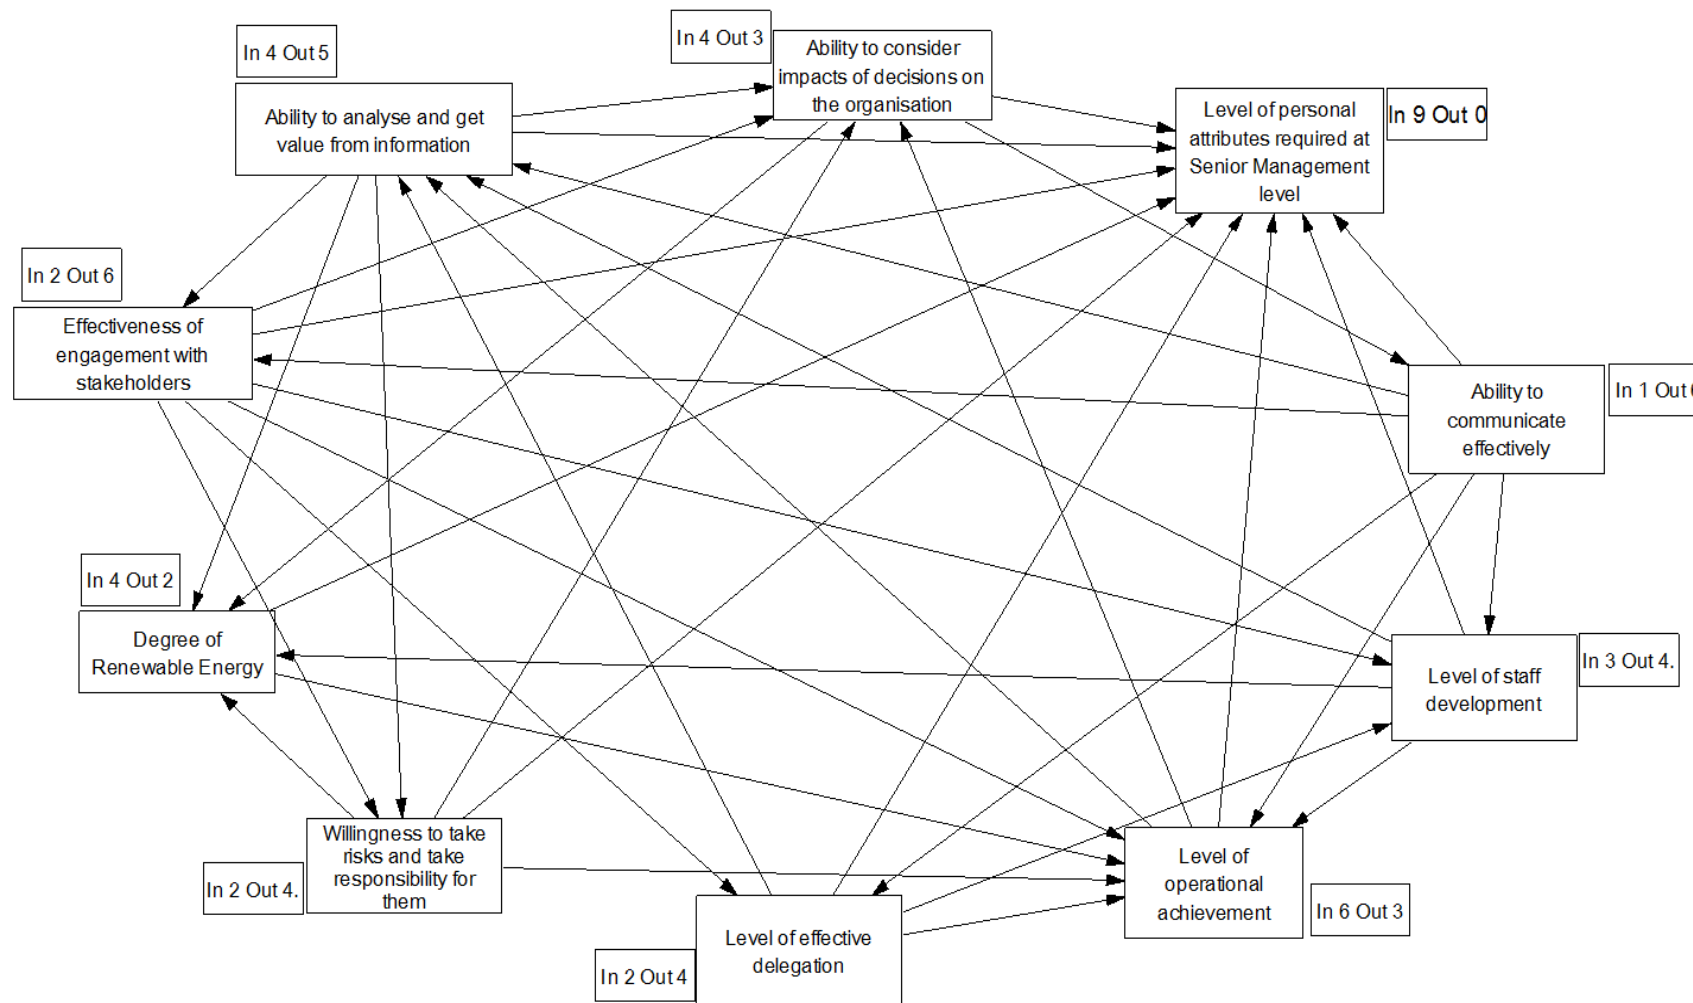 In 4 Out 5
Ability to analyse and get
value from information
In 4 Out 3
Ability to consider
impacts of decisions on
the organisation
Level of personal
attributes required at
Senior Management
level
In 9 Out 0
In 2 Out 6
Effectiveness of
engagement with
stakeholders
Ability to
communicate
effectively
In 1 Out
In 4 Out 2
Degree of
Renewable Energy
Level of staff
development
In 3 Out 4.
Willingness to take
risks and take
responsibility for
them
In 2 Out 4.
Level of
operational
achievement
In 6 Out 3
Level of effective
delegation
In 2 Out 4